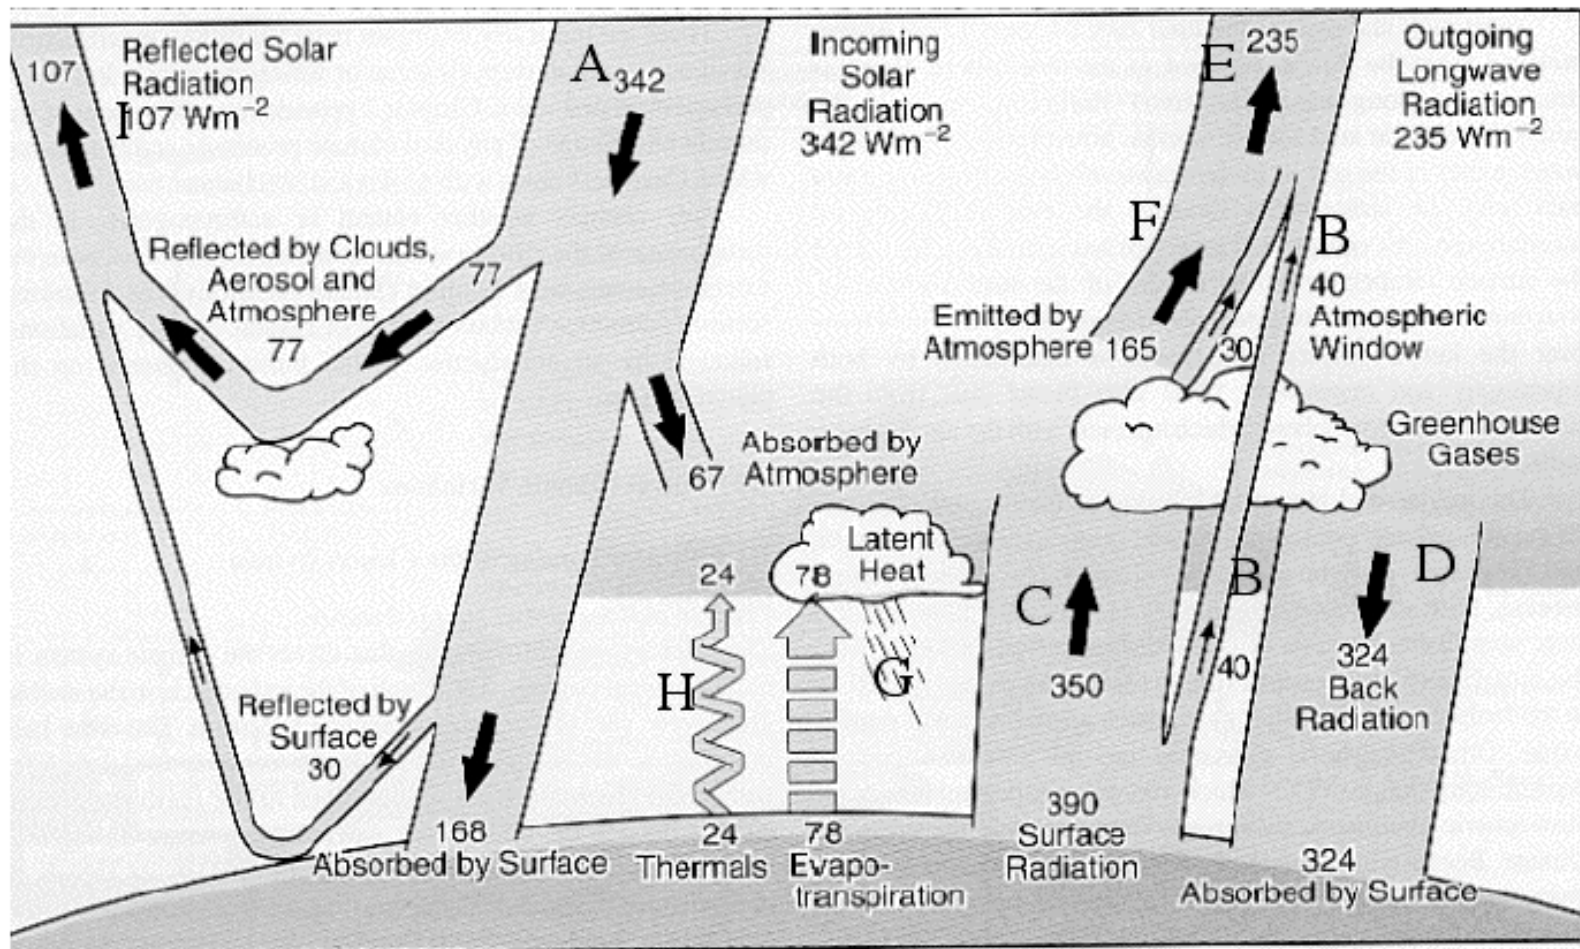 107
Reflected Solar
Radiation
I
107 Wm⁻²
A
342
Incoming
Solar
Radiation
342 Wm⁻²
E
235
Outgoing
Longwave
Radiation
235 Wm⁻²
Reflected by Clouds,
Aerosol and
Atmosphere
77
77
F
B
40
Atmospheric
Window
Emitted by
Atmosphere
165
30
Greenhouse
Gases
67
Absorbed by
Atmosphere
Latent
Heat
24
78
H
G
C
350
B
40
D
324
Back
Radiation
Reflected by
Surface
30
168
Absorbed by Surface
24
Thermals
78
Evapo-
transpiration
390
Surface
Radiation
324
Absorbed by Surface